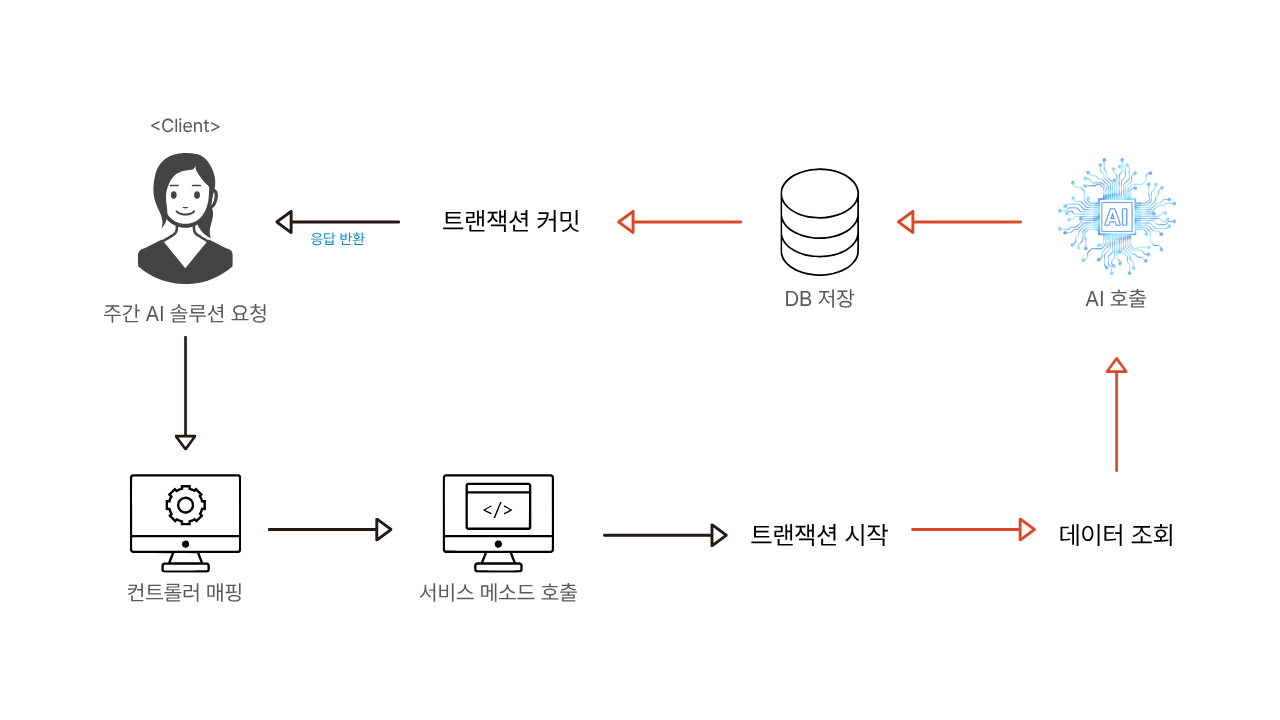 <Client>
주간 AI 솔루션 요청
응답 반환
트랜잭션 커밋
DB 저장
AI
AI 호출
컨트롤러 매핑
</>
서비스 메소드 호출
트랜잭션 시작
데이터 조회